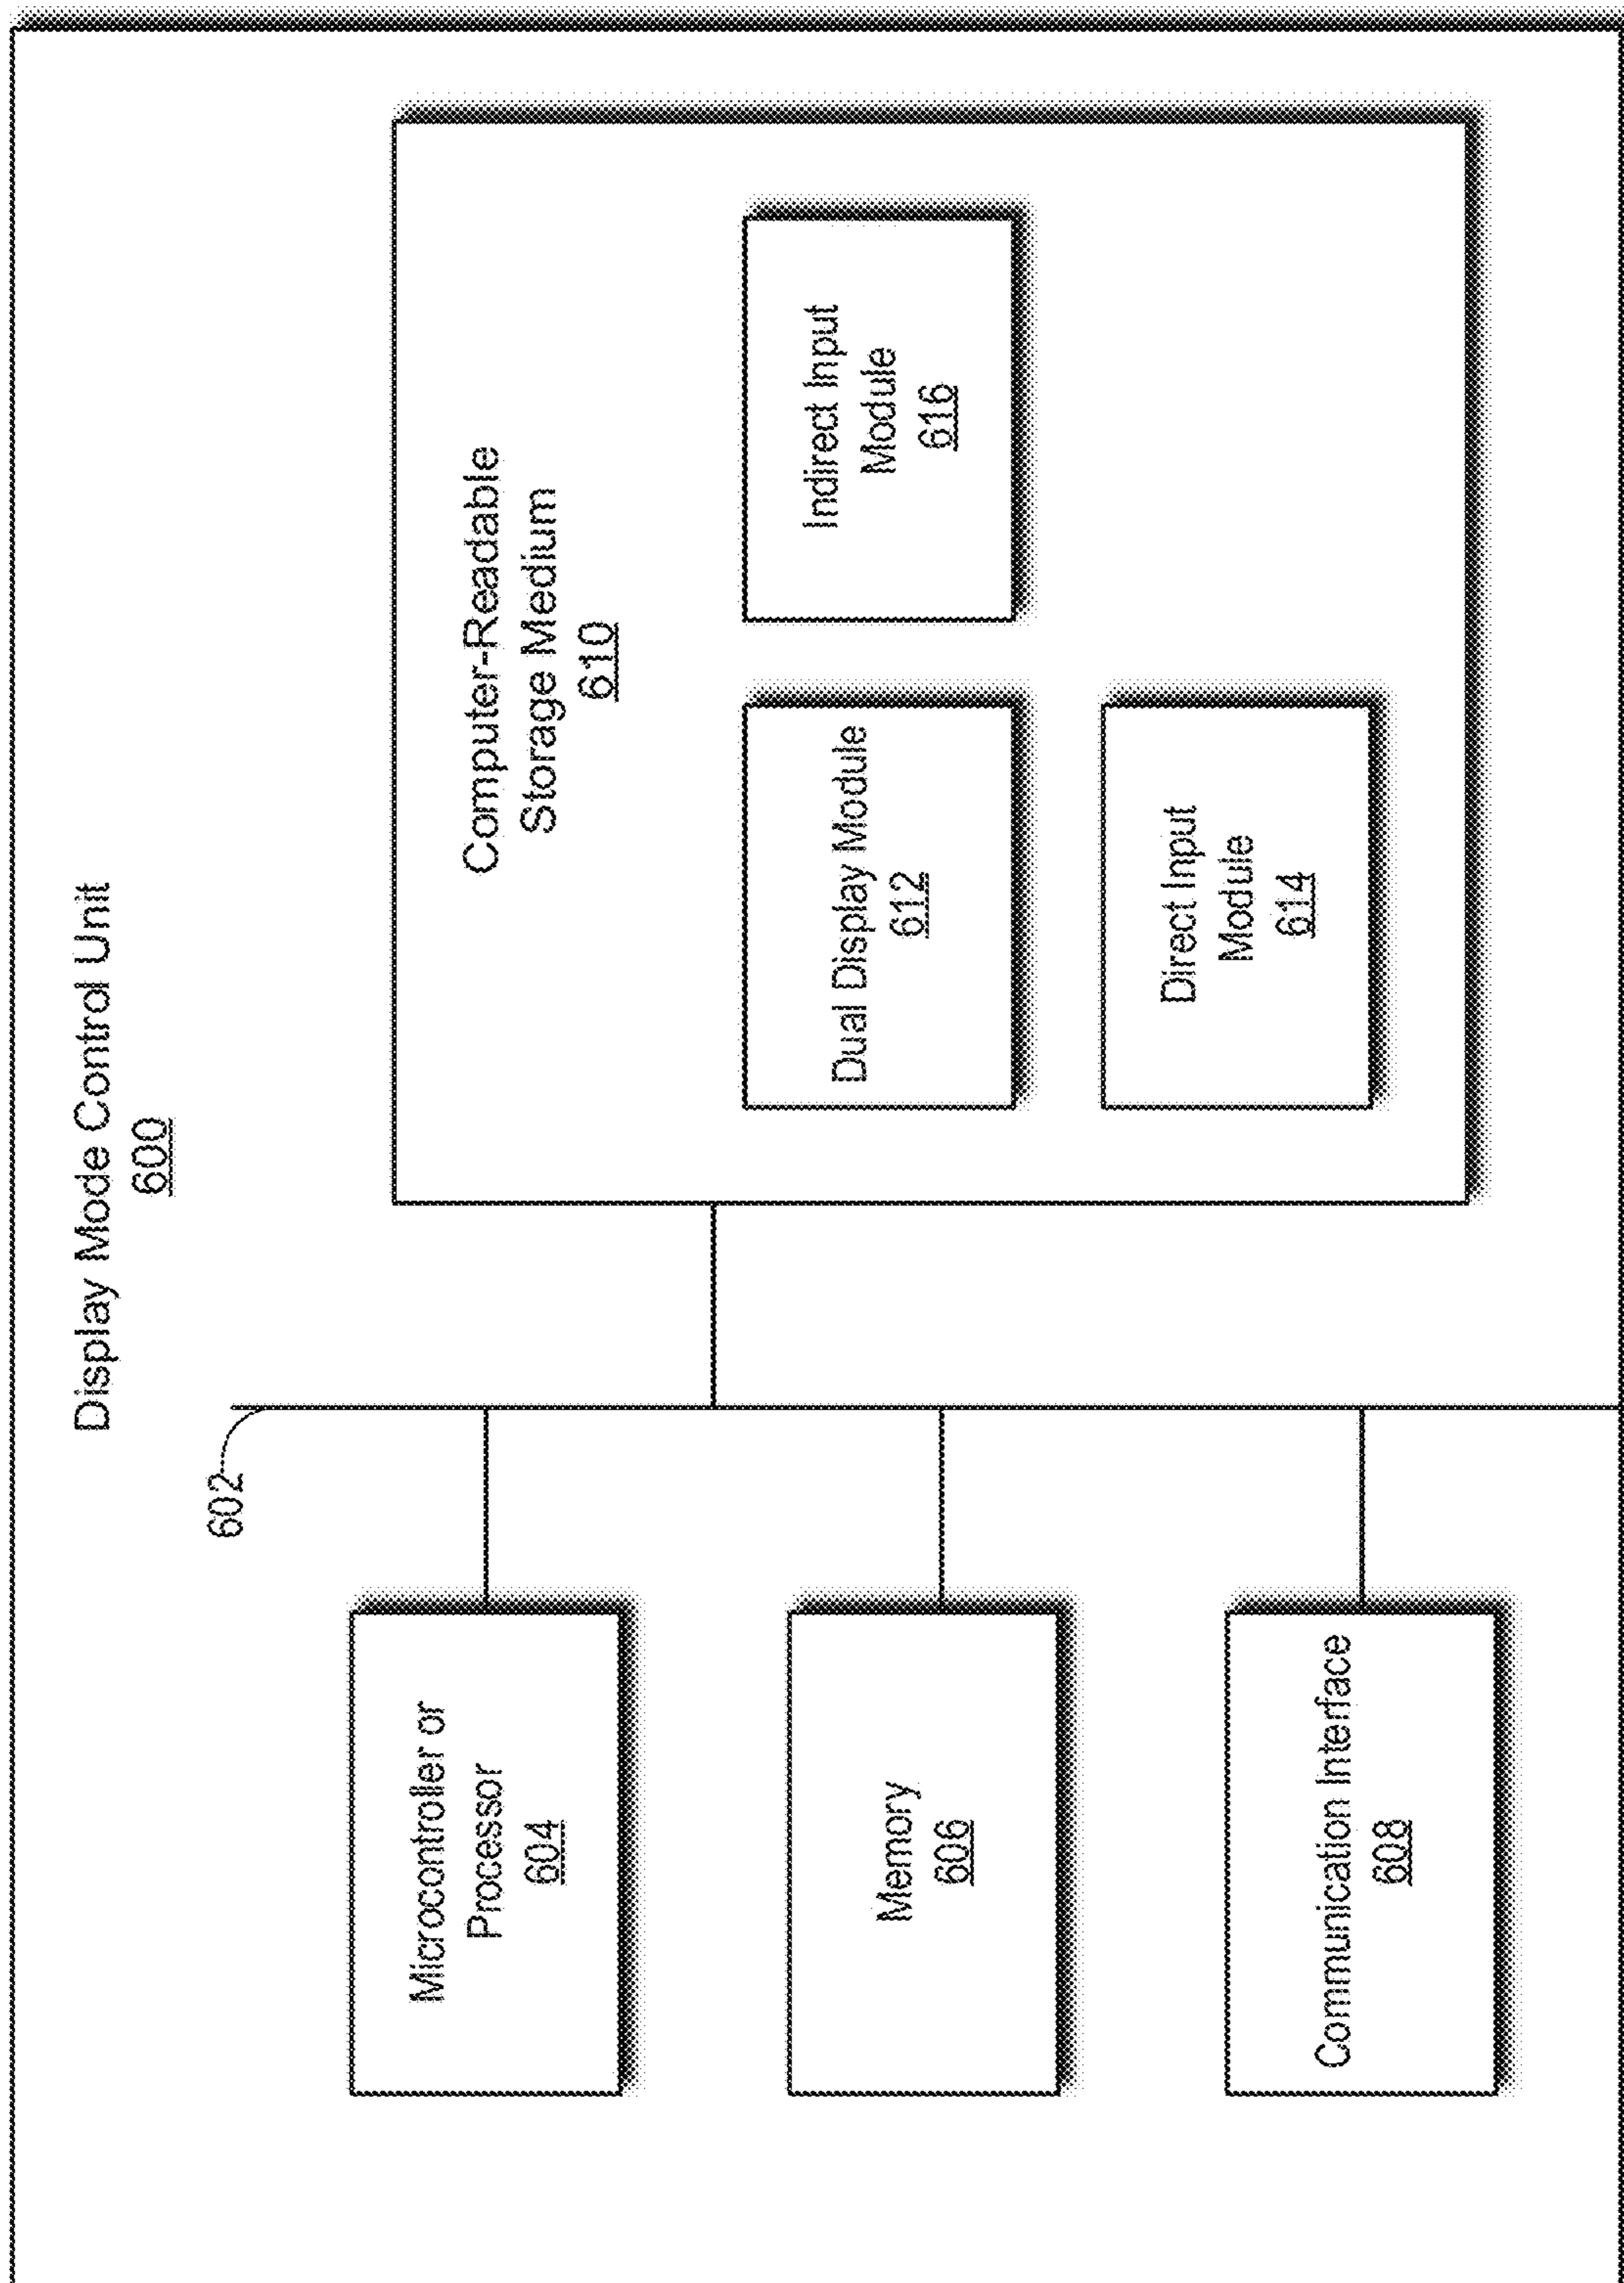 Display Mode Control Unit
600
602
Microcontroller or
Processor
604
Memory
606
Communication Interface
608
Computer-Readable
Storage Medium
610
Dual Display Module
612
Indirect Input
Module
616
Direct Input
Module
614